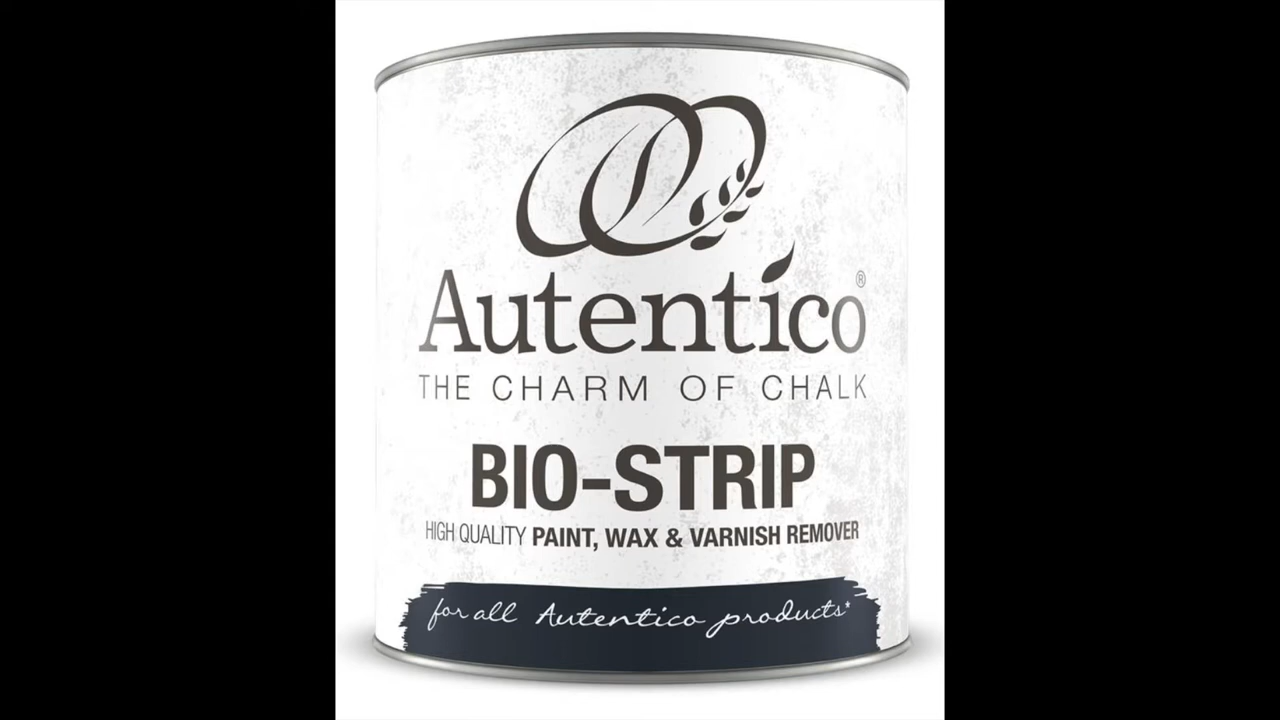 Autentico®
THE CHARM OF CHALK
BIO-STRIP
HIGH QUALITY PAINT, WAX & VARNISH REMOVER
for all Autentico products*